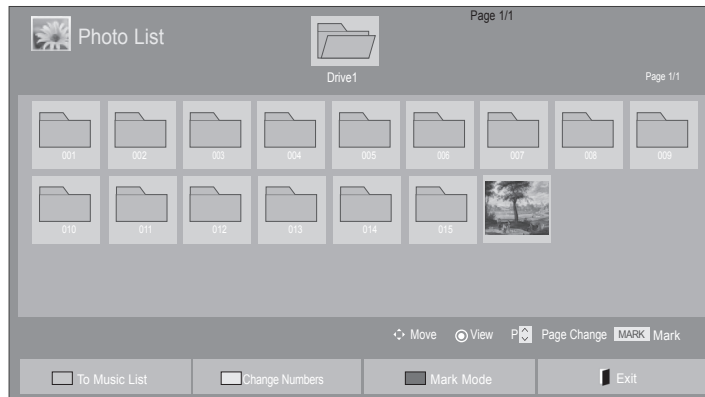 Page 1/1
Photo List
Drive1
Page 1/1
001 002 003 004 005 006 007 008 009
010 011 012 013 014 015
Move View P Page Change MARK Mark
To Music List Change Numbers Mark Mode Exit